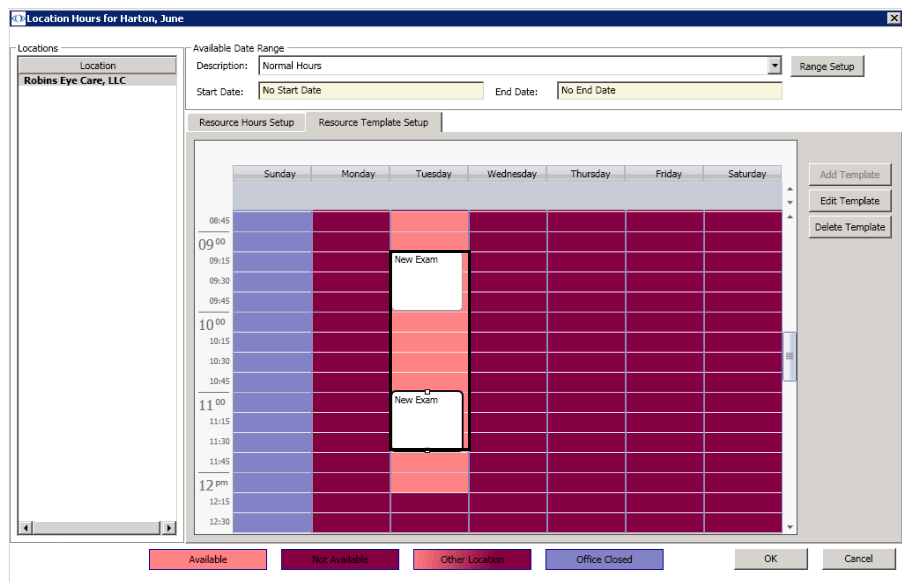 Location Hours for Harton, June
Locations
Location
Robins Eye Care, LLC
Available Date Range
Description: Normal Hours Range Setup
Start Date: No Start Date End Date: No End Date
Resource Hours Setup Resource Template Setup
Sunday Monday Tuesday Wednesday Thursday Friday Saturday
Add Template
Edit Template
Delete Template
08:45
09 00
09:15 New Exam
09:30
09:45
10 00
10:15
10:30
10:45
11 00 New Exam
11:15
11:30
11:45
12 pm
12:15
12:30
Available Not Available Other Location Office Closed OK Cancel